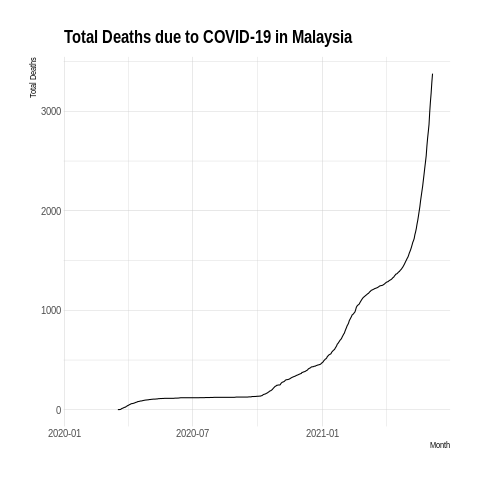 Total Deaths due to COVID-19 in Malaysia
Total Deaths
3000
2000
1000
0
2020-01 2020-07 2021-01
Month